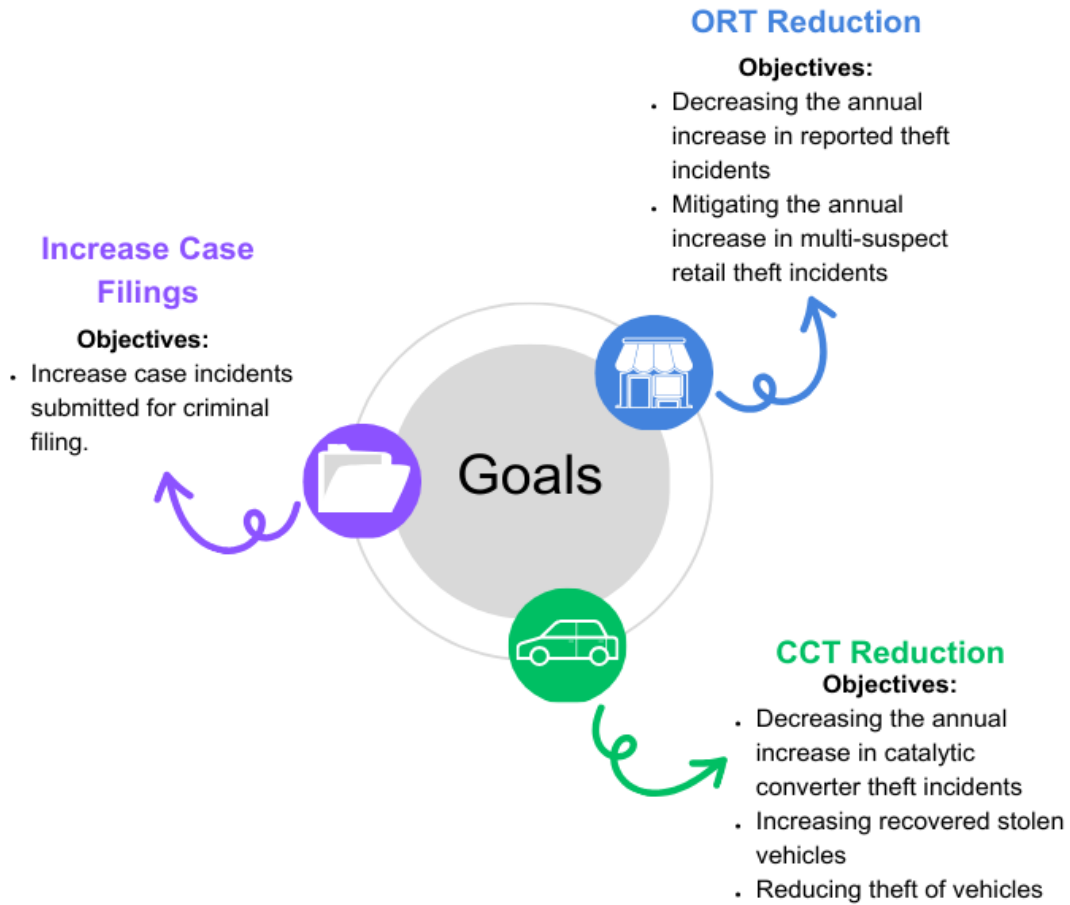 ORT Reduction
Objectives:
• Decreasing the annual
increase in reported theft
incidents
• Mitigating the annual
increase in multi-suspect
retail theft incidents
Increase Case
Filings
Objectives:
• Increase case incidents
submitted for criminal
filing.
Goals
CCT Reduction
Objectives:
• Decreasing the annual
increase in catalytic
converter theft incidents
• Increasing recovered stolen
vehicles
• Reducing theft of vehicles